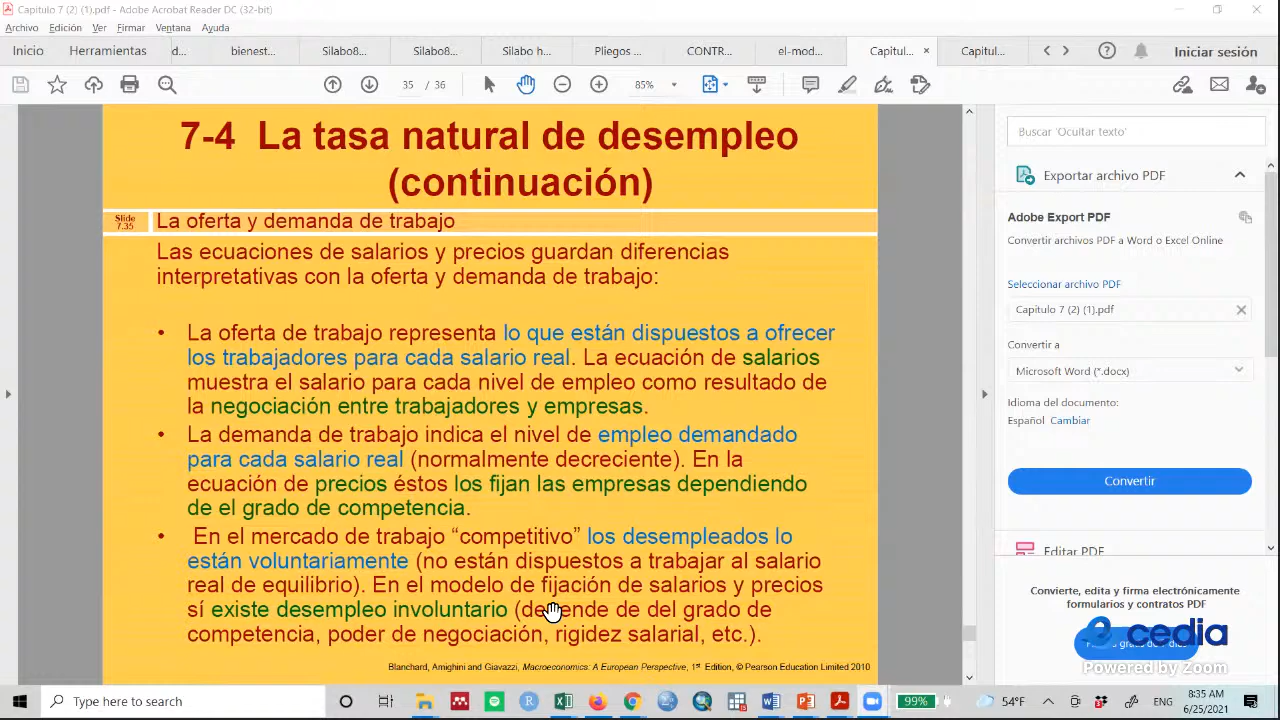 Capitulo 7 (2) (1).pdf - Adobe Acrobat Reader DC (32-bit)
Archivo Edición Ver Firmar Ventana Ayuda
Inicio Herramientas d... bienest... Silabo8... Silabo8... Silabo h... Pliegos ... CONTR... el-mod... Capitul... × Capitul... Iniciar sesión
35 / 36 85%
7-4 La tasa natural de desempleo
(continuación)
Slide
7.35
La oferta y demanda de trabajo
Las ecuaciones de salarios y precios guardan diferencias
interpretativas con la oferta y demanda de trabajo:
• La oferta de trabajo representa lo que están dispuestos a ofrecer
los trabajadores para cada salario real. La ecuación de salarios
muestra el salario para cada nivel de empleo como resultado de
la negociación entre trabajadores y empresas.
• La demanda de trabajo indica el nivel de empleo demandado
para cada salario real (normalmente decreciente). En la
ecuación de precios éstos los fijan las empresas dependiendo
de el grado de competencia.
• En el mercado de trabajo “competitivo” los desempleados lo
están voluntariamente (no están dispuestos a trabajar al salario
real de equilibrio). En el modelo de fijación de salarios y precios
sí existe desempleo involuntario (depende de del grado de
competencia, poder de negociación, rigidez salarial, etc.).
Blanchard, Amighini and Giavazzi, Macroeconomics: A European Perspective, 1st Edition, © Pearson Education Limited 2010
Buscar 'Ocultar texto'
Exportar archivo PDF
Adobe Export PDF
Convertir archivos PDF a Word o Excel Online
Seleccionar archivo PDF
Capitulo 7 (2) (1).pdf
Convertir a
Microsoft Word (*.docx)
Idioma del documento:
Español Cambiar
Convertir
Editar PDF
Convierta, edita y firma electrónicamente
formularios y contratos PDF
cedia
Powered by Zoom
Type here to search
99%
54°F
ENG
8:35 AM
6/25/2021